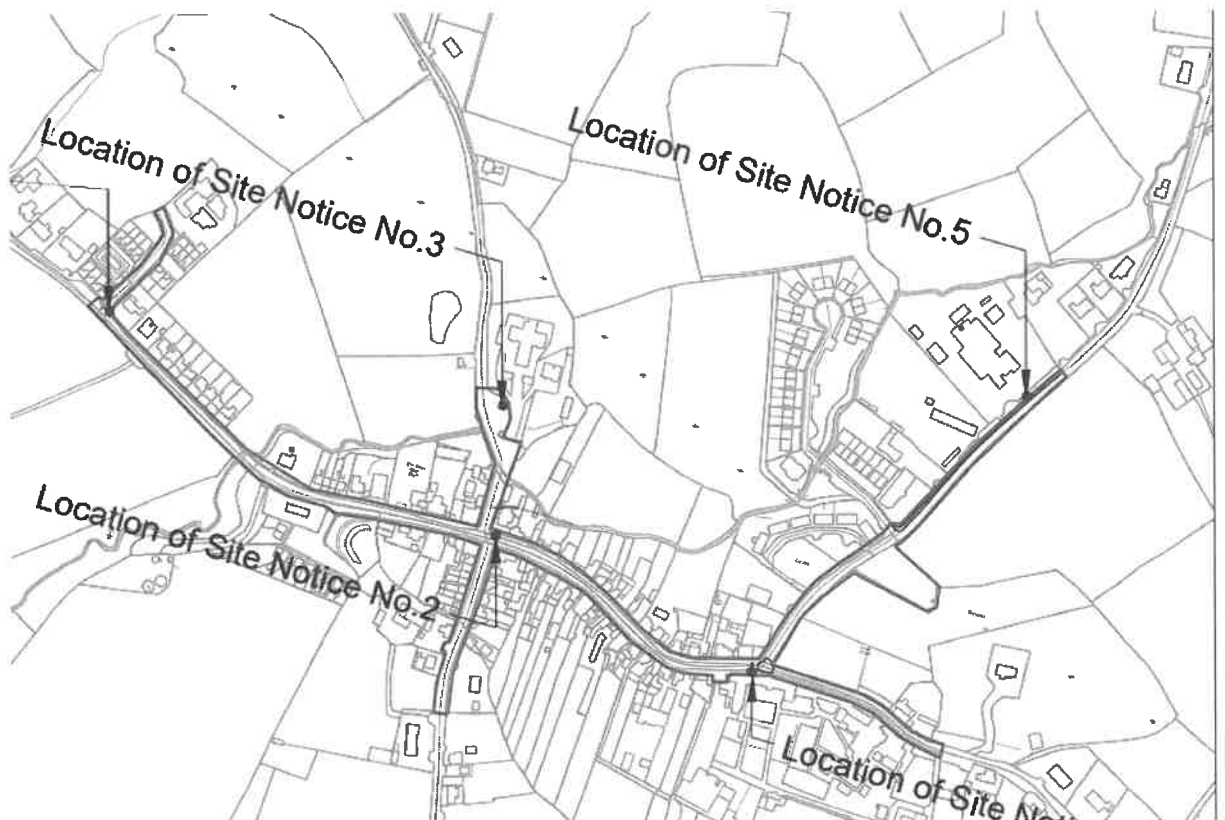 Location of Site Notice No.3
Location of Site Notice No.5
Location of Site Notice No.2
Location of Site